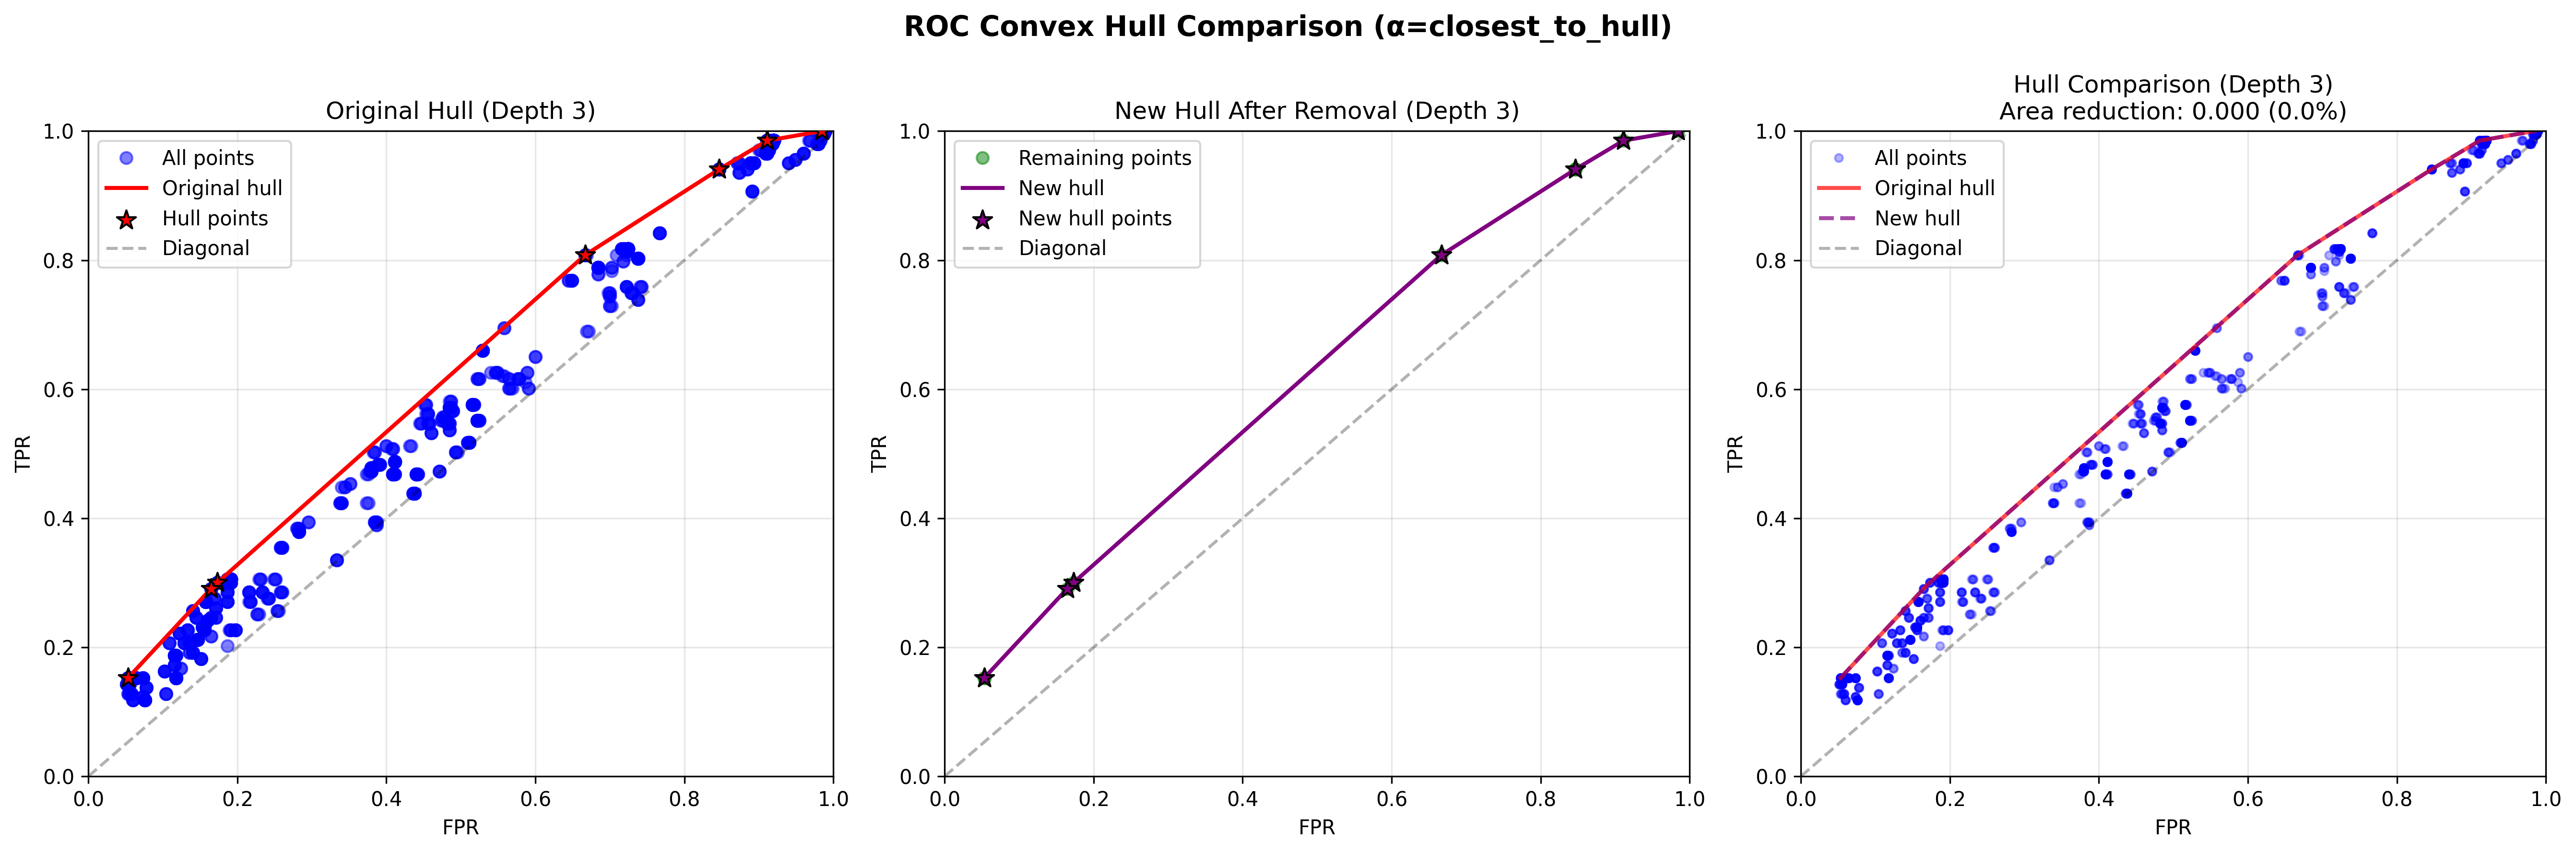 ROC Convex Hull Comparison (α=closest_to_hull)
Original Hull (Depth 3)
All points
Original hull
Hull points
Diagonal
TPR
1.0
0.8
0.6
0.4
0.2
0.0
0.0 0.2 0.4 0.6 0.8 1.0
FPR
New Hull After Removal (Depth 3)
Remaining points
New hull
New hull points
Diagonal
TPR
1.0
0.8
0.6
0.4
0.2
0.0
0.0 0.2 0.4 0.6 0.8 1.0
FPR
Hull Comparison (Depth 3)
Area reduction: 0.000 (0.0%)
All points
Original hull
New hull
Diagonal
TPR
1.0
0.8
0.6
0.4
0.2
0.0
0.0 0.2 0.4 0.6 0.8 1.0
FPR